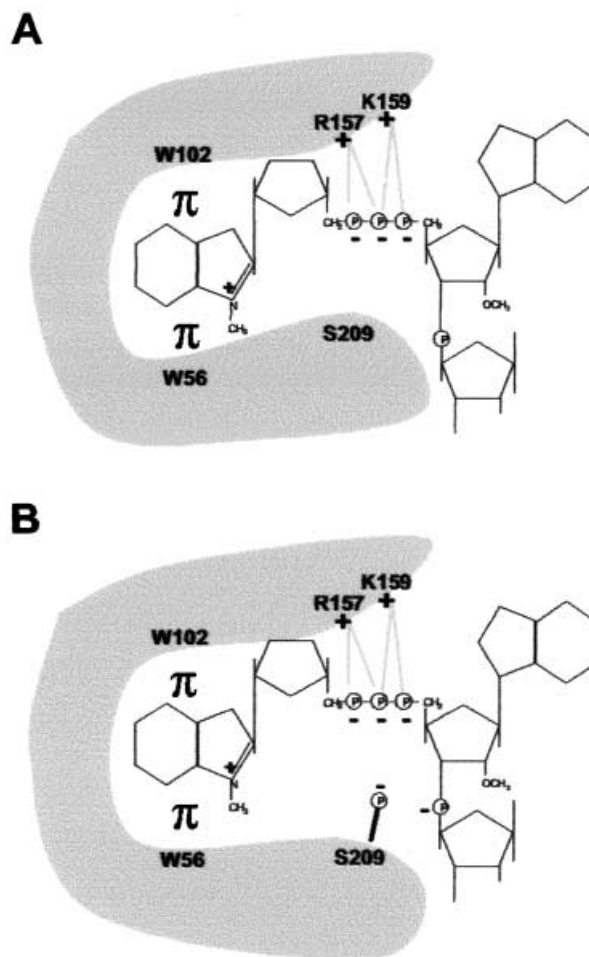 A
K159
R157
+
+
W102
π
CH₂ P P P CH₂
- - -
+
N
CH₃
OCH₃
π
S209
P
W56
B
K159
R157
+
+
W102
π
CH₂ P P P CH₂
- - -
+
N
CH₃
OCH₃
-
P
- P
π
S209
W56